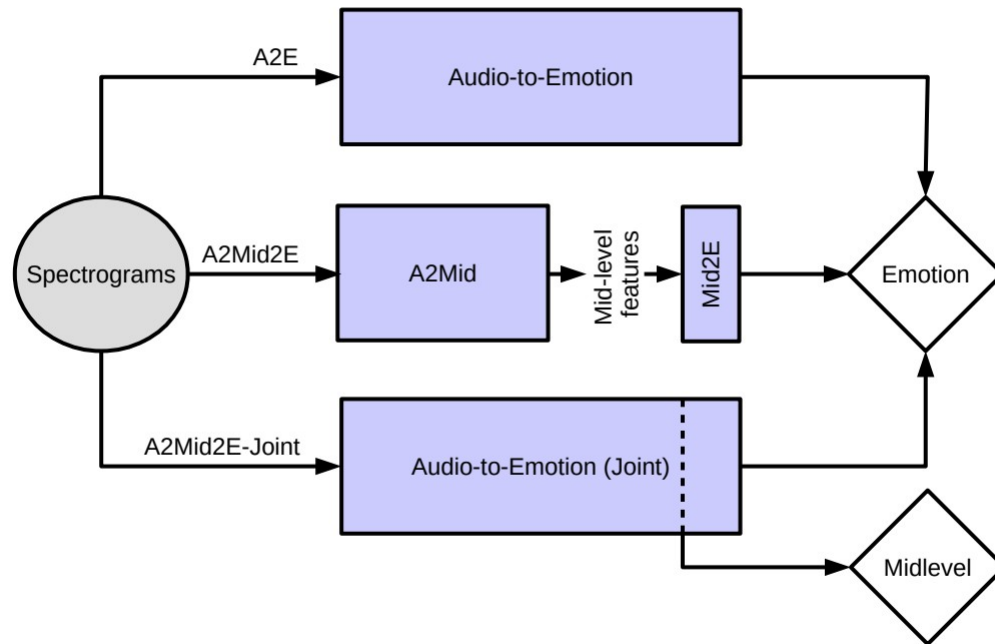 A2E
Audio-to-Emotion
Spectrograms
A2Mid2E
A2Mid
Mid-level
features
Mid2E
Emotion
A2Mid2E-Joint
Audio-to-Emotion (Joint)
Midlevel